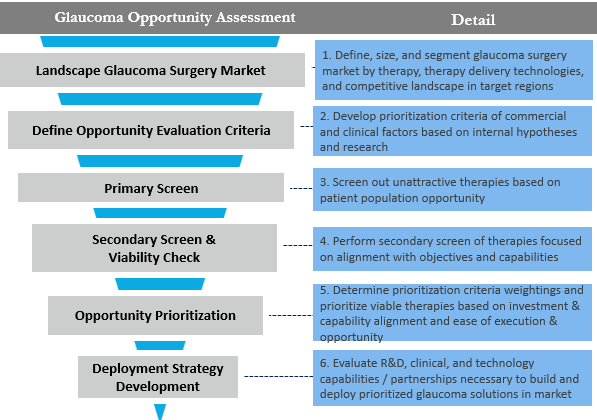 Glaucoma Opportunity Assessment
Detail
Landscape Glaucoma Surgery Market
1. Define, size, and segment glaucoma surgery
market by therapy, therapy delivery technologies,
and competitive landscape in target regions
Define Opportunity Evaluation Criteria
2. Develop prioritization criteria of commercial
and clinical factors based on internal hypotheses
and research
Primary Screen
3. Screen out unattractive therapies based on
patient population opportunity
Secondary Screen &
Viability Check
4. Perform secondary screen of therapies focused
on alignment with objectives and capabilities
Opportunity Prioritization
5. Determine prioritization criteria weightings and
prioritize viable therapies based on investment &
capability alignment and ease of execution &
opportunity
Deployment Strategy
Development
6. Evaluate R&D, clinical, and technology
capabilities / partnerships necessary to build and
deploy prioritized glaucoma solutions in market